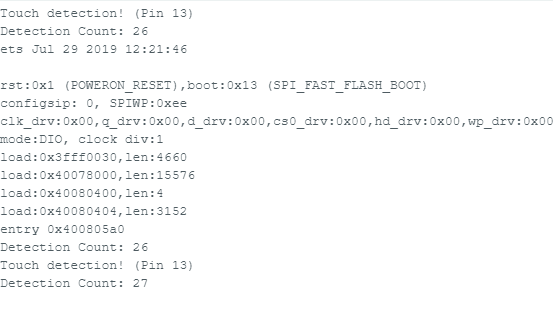 Touch detection! (Pin 13)
Detection Count: 26
ets Jul 29 2019 12:21:46
rst:0x1 (POWERON_RESET),boot:0x13 (SPI_FAST_FLASH_BOOT)
configsip: 0, SPIWP:0xee
clk_drv:0x00,q_drv:0x00,d_drv:0x00,cs0_drv:0x00,hd_drv:0x00,wp_drv:0x00
mode:DIO, clock div:1
load:0x3fff0030,len:4660
load:0x40078000,len:15576
load:0x40080400,len:4
load:0x40080404,len:3152
entry 0x400805a0
Detection Count: 26
Touch detection! (Pin 13)
Detection Count: 27